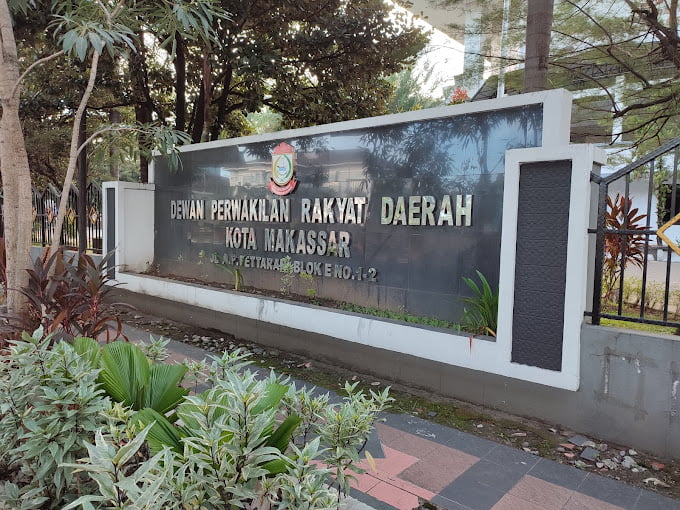 DEWAN PERWAKILAN RAKYAT DAERAH
KOTA MAKASSAR
JL. A.P. PETTARANI BLOK E NO.1-2